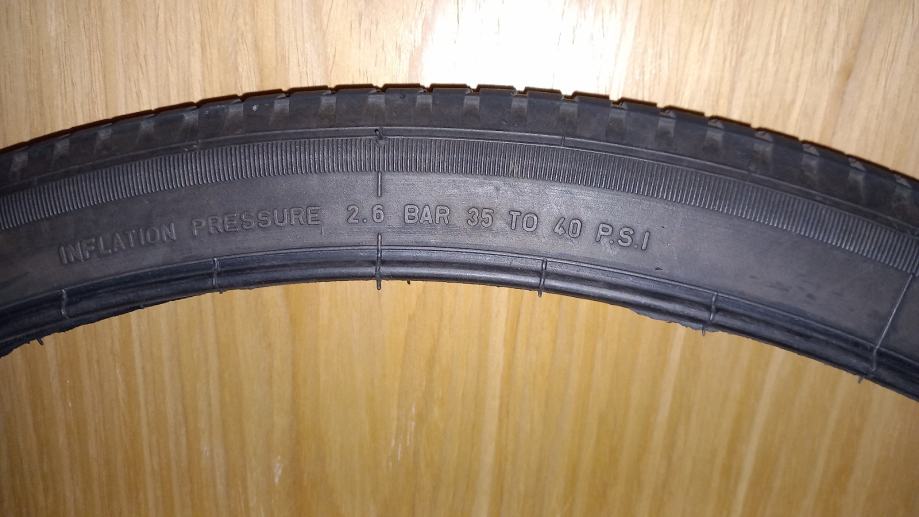 INFLATION PRESSURE 2.6 BAR 35 TO 40 P.S.I